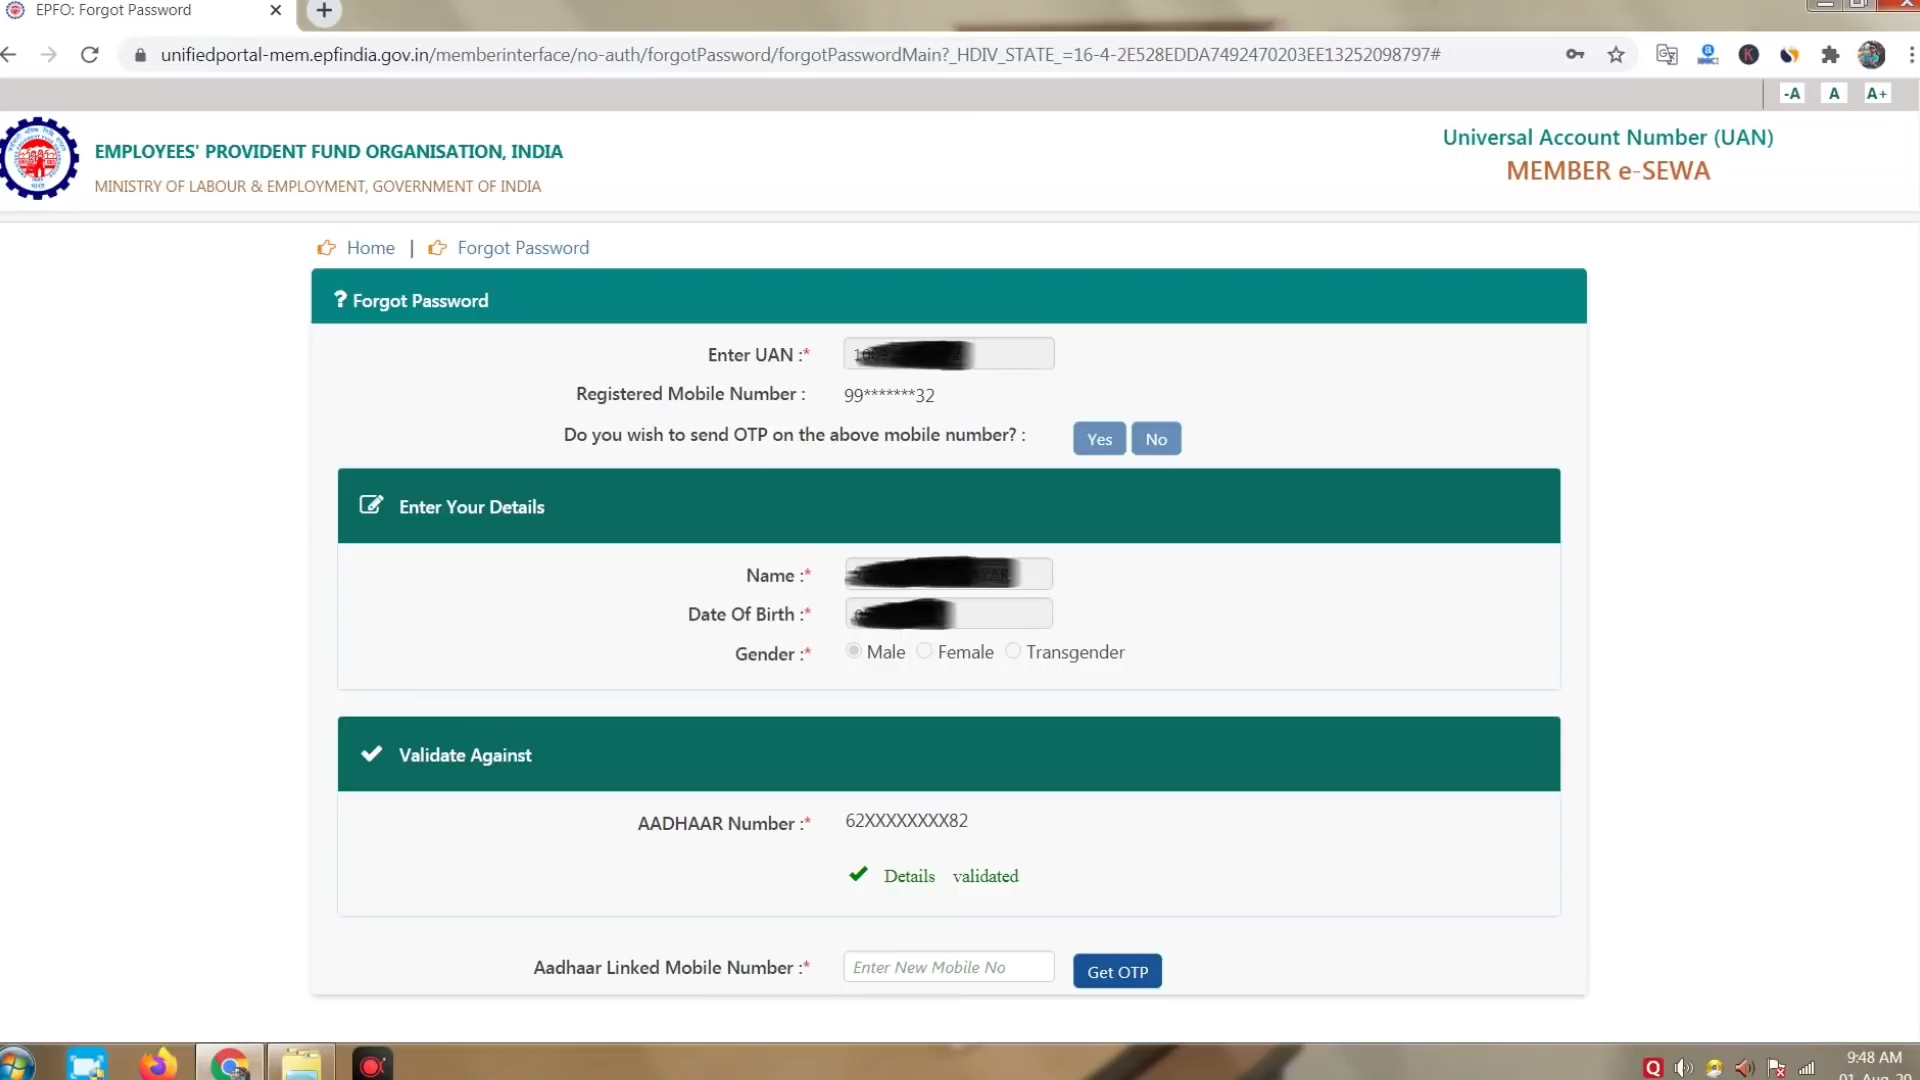 EPFO: Forgot Password
unifiedportal-mem.epfindia.gov.in/memberinterface/no-auth/forgotPassword/forgotPasswordMain?_HDIV_STATE_=16-4-2E528EDDA7492470203EE13252098797#
-A A A+
EMPLOYEES' PROVIDENT FUND ORGANISATION, INDIA
MINISTRY OF LABOUR & EMPLOYMENT, GOVERNMENT OF INDIA
Universal Account Number (UAN)
MEMBER e-SEWA
Home | Forgot Password
? Forgot Password
Enter UAN :*
Registered Mobile Number : 99*******32
Do you wish to send OTP on the above mobile number? : Yes No
Enter Your Details
Name :*
Date Of Birth :*
Gender :* Male Female Transgender
Validate Against
AADHAAR Number :* 62XXXXXXXX82
Details validated
Aadhaar Linked Mobile Number :* Enter New Mobile No Get OTP
9:48 AM